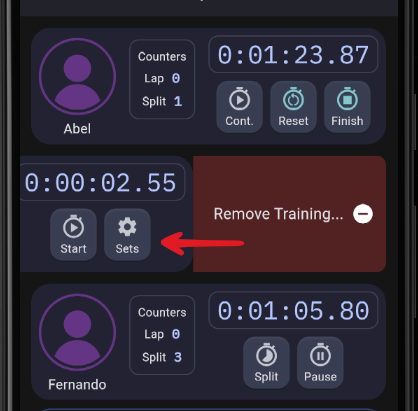 Counters
Lap 0
Split 1
0:01:23.87
Cont. Reset Finish
Abel
0:00:02.55
Start Sets
Remove Training...
Counters
Lap 0
Split 3
0:01:05.80
Split Pause
Fernando